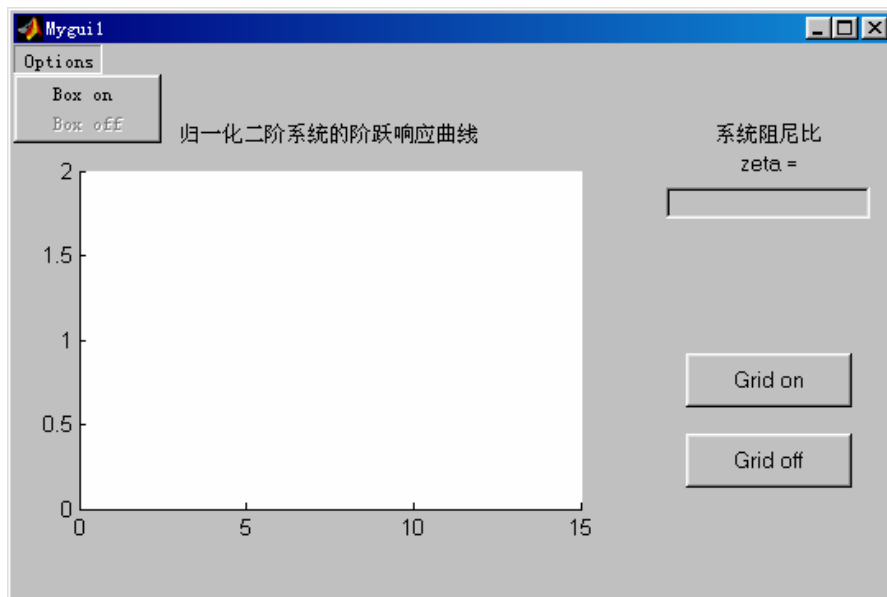 Mygui1
Options
Box on
Box off
归一化二阶系统的阶跃响应曲线
系统阻尼比
zeta =
2
1.5
1
0.5
0
0
5
10
15
Grid on
Grid off